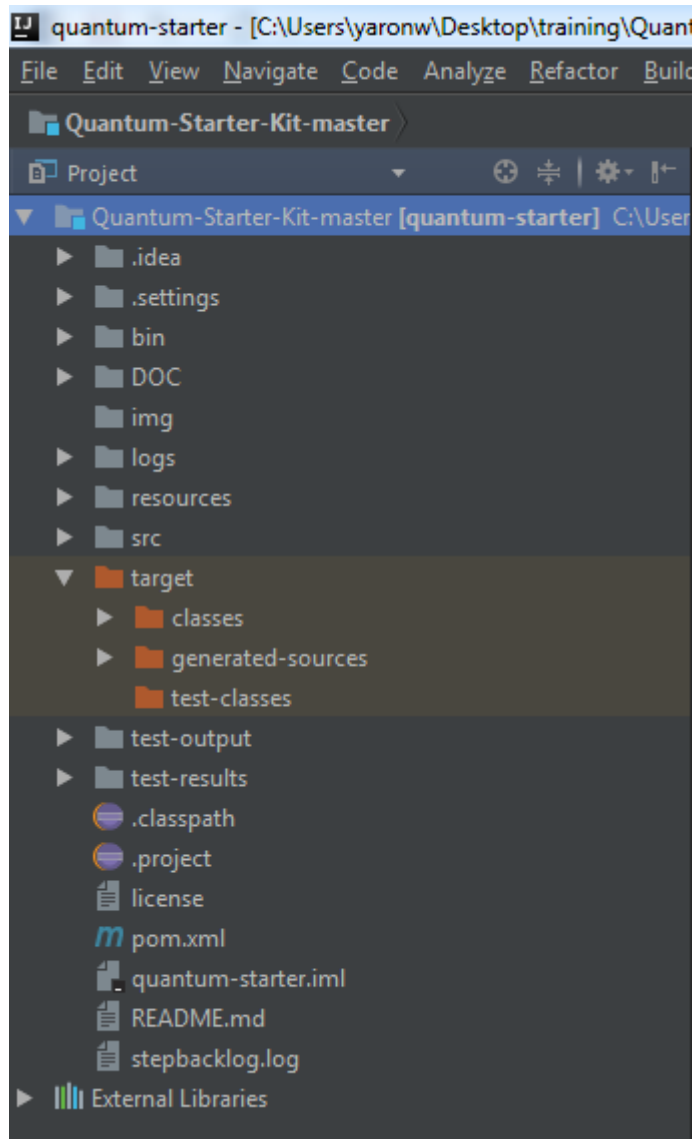 quantum-starter - [C:\Users\yaronw\Desktop\training\Quant
File Edit View Navigate Code Analyze Refactor Build
Quantum-Starter-Kit-master
Project
Quantum-Starter-Kit-master [quantum-starter] C:\User
.idea
.settings
bin
DOC
img
logs
resources
src
target
classes
generated-sources
test-classes
test-output
test-results
.classpath
.project
license
pom.xml
quantum-starter.iml
README.md
stepbacklog.log
External Libraries